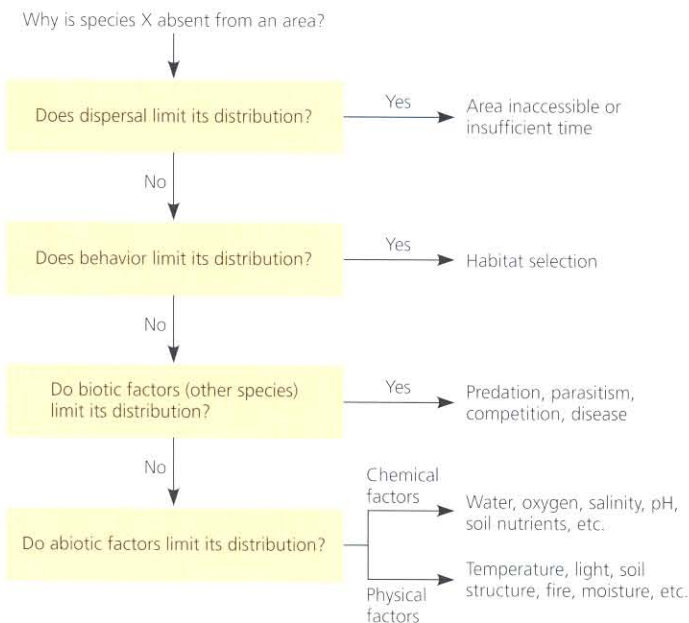 Why is species X absent from an area?
Does dispersal limit its distribution?
Yes
Area inaccessible or
insufficient time
No
Does behavior limit its distribution?
Yes
Habitat selection
No
Do biotic factors (other species)
limit its distribution?
Yes
Predation, parasitism,
competition, disease
No
Do abiotic factors limit its distribution?
Chemical
factors
Water, oxygen, salinity, pH,
soil nutrients, etc.
Physical
factors
Temperature, light, soil
structure, fire, moisture, etc.